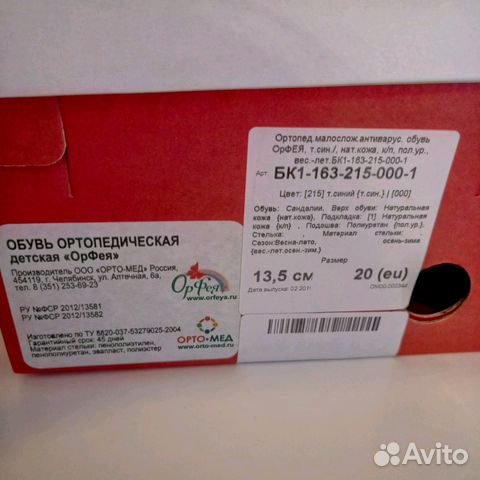 Ортопед.малослож.антиварус. обувь
ОрФЕЯ, т.син./, нат.кожа, к/п, пол.ур.,
вес.-лет.БК1-163-215-000-1
Арт. БК1-163-215-000-1
Цвет: [215] т.синий {т.син.} | [000]
Обувь: Сандалии, Верх обуви: Натуральная
кожа {нат.кожа}, Подкладка: [1] Натуральная
кожа {к/п} . Подошва: Полиуретан {пол.ур.}.
Стелька: . Материал стельки: .
Сезон:Весна-лето, осень-зима.
{вес.-лет.осен.-зим.}
Размер
13,5 см 20 (eu)
Дата выпуска: 02.201
ОБУВЬ ОРТОПЕДИЧЕСКАЯ
детская «ОрФея»
Производитель ООО «ОРТО-МЕД» Россия,
454119, г. Челябинск, ул. Аптечная, 6а,
тел. 8 (351) 253-69-23
ОрФея
www.orfeya.ru
РУ №ФСР 2012/13581
РУ №ФСР 2012/13582
Изготовлено по ТУ 8820-037-53279025-2004
Гарантийный срок: 45 дней
Материал стельки: пенополиэтилен,
пенополиуретан, эвапласт, полиэстер
ОРТО-МЕД
www.orto-med.ru
Avito